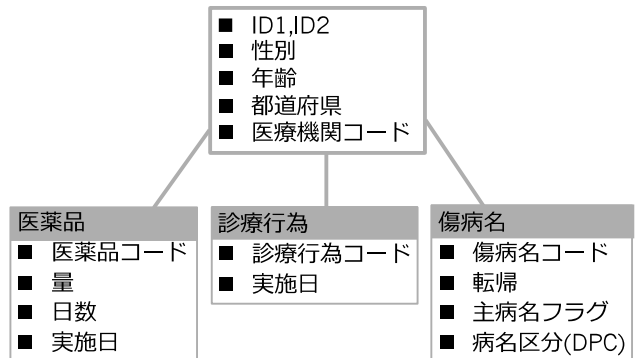 ■ ID1,ID2
■ 性別
■ 年齢
■ 都道府県
■ 医療機関コード
医薬品
■ 医薬品コード
■ 量
■ 日数
■ 実施日
診療行為
■ 診療行為コード
■ 実施日
傷病名
■ 傷病名コード
■ 転帰
■ 主病名フラグ
■ 病名区分(DPC)